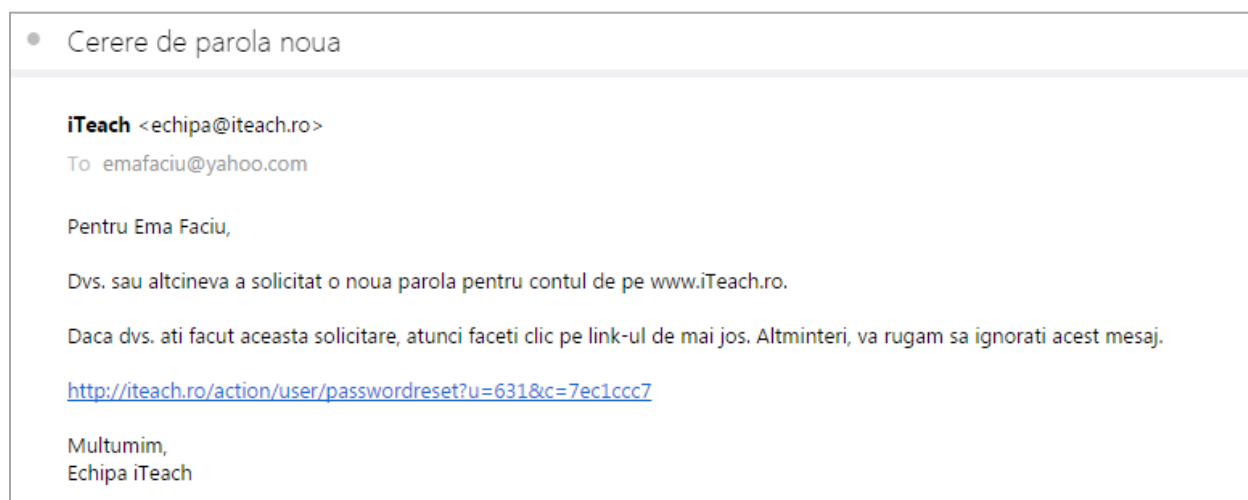 Cerere de parola noua
iTeach <echipa@iteach.ro>
To emafaciu@yahoo.com
Pentru Ema Faciu,
Dvs. sau altcineva a solicitat o noua parola pentru contul de pe www.iTeach.ro.
Daca dvs. ati facut aceasta solicitare, atunci faceti clic pe link-ul de mai jos. Altminteri, va rugam sa ignorati acest mesaj.
http://iteach.ro/action/user/passwordreset?u=631&c=7ec1ccc7
Multumim,
Echipa iTeach